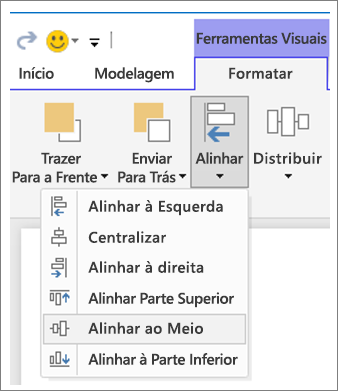 Ferramentas Visuais
Início Modelagem Formatar
Trazer Para a Frente
Enviar Para Trás
Alinhar
Distribuir
Alinhar à Esquerda
Centralizar
Alinhar à direita
Alinhar Parte Superior
Alinhar ao Meio
Alinhar à Parte Inferior